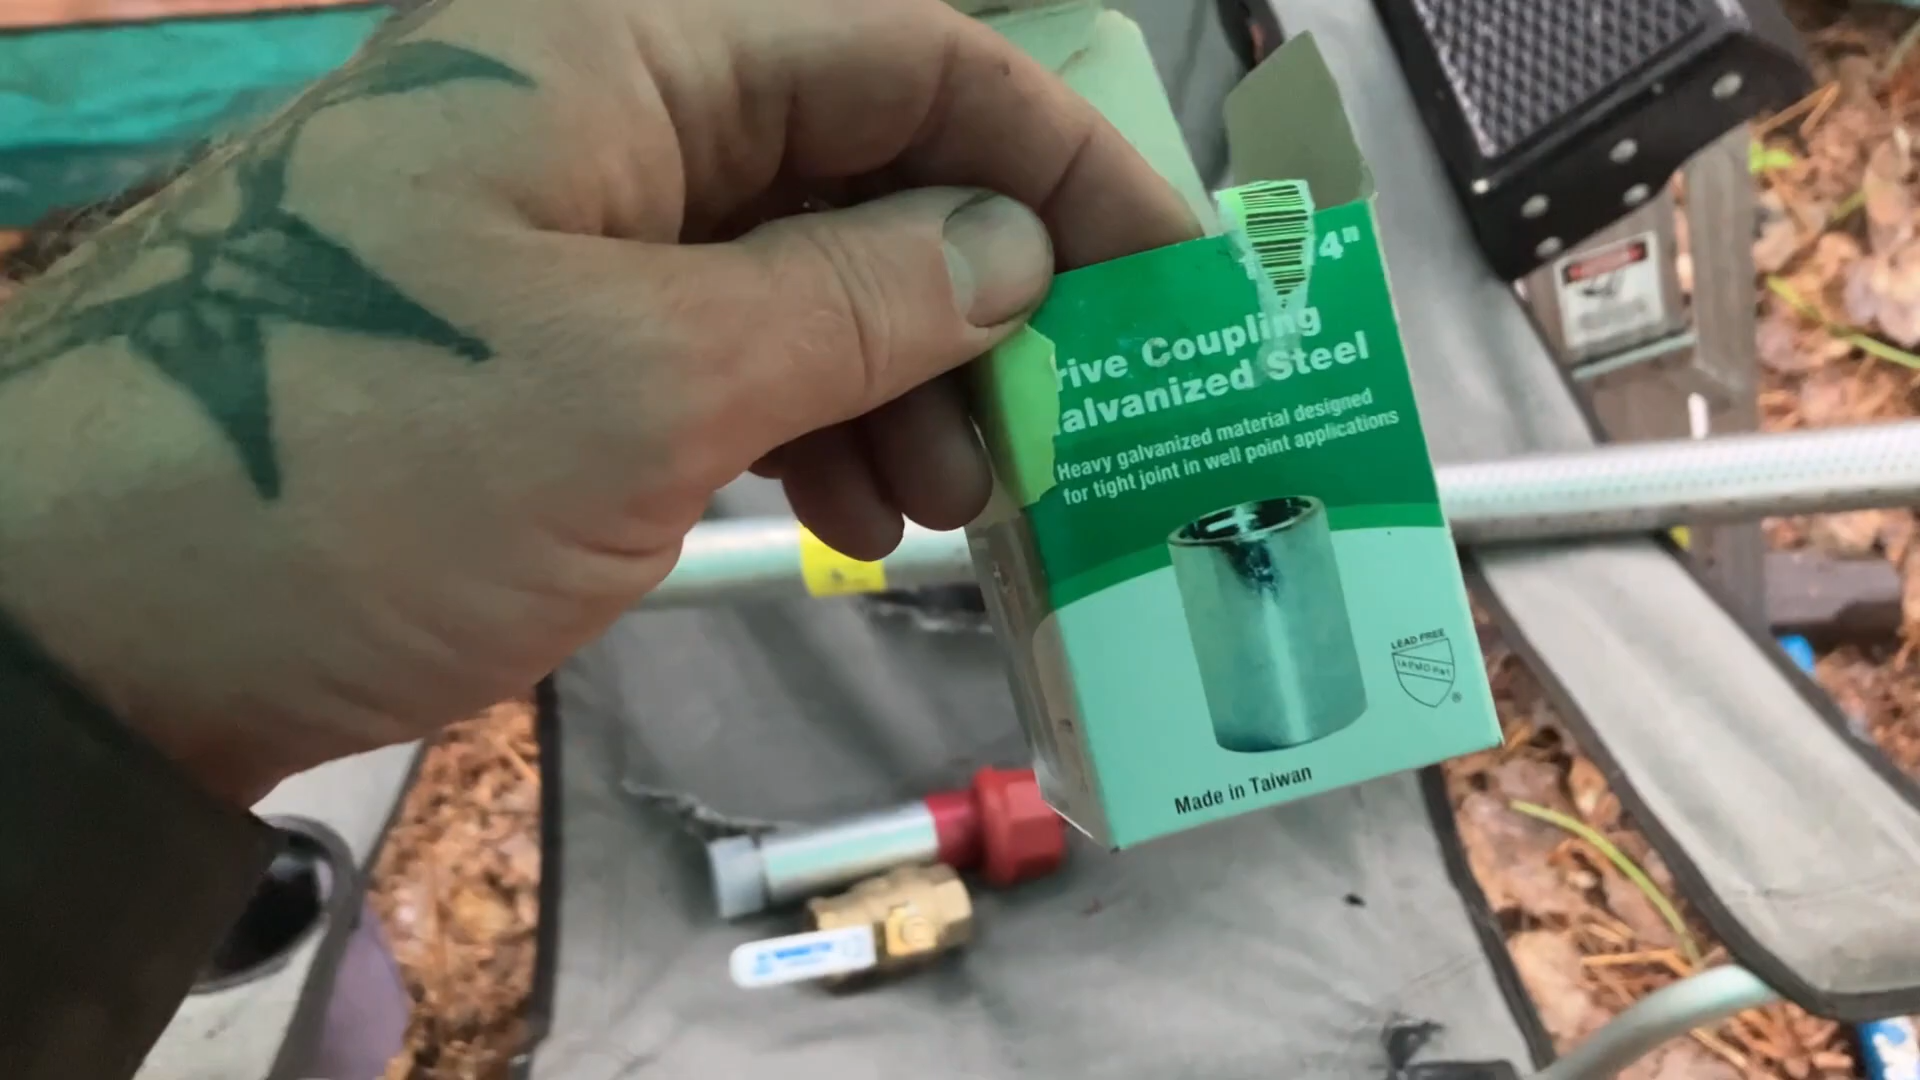 4"
rive Coupling
alvanized Steel
Heavy galvanized material designed
for tight joint in well point applications
LEAD FREE
IAPMO R&T
®
Made in Taiwan